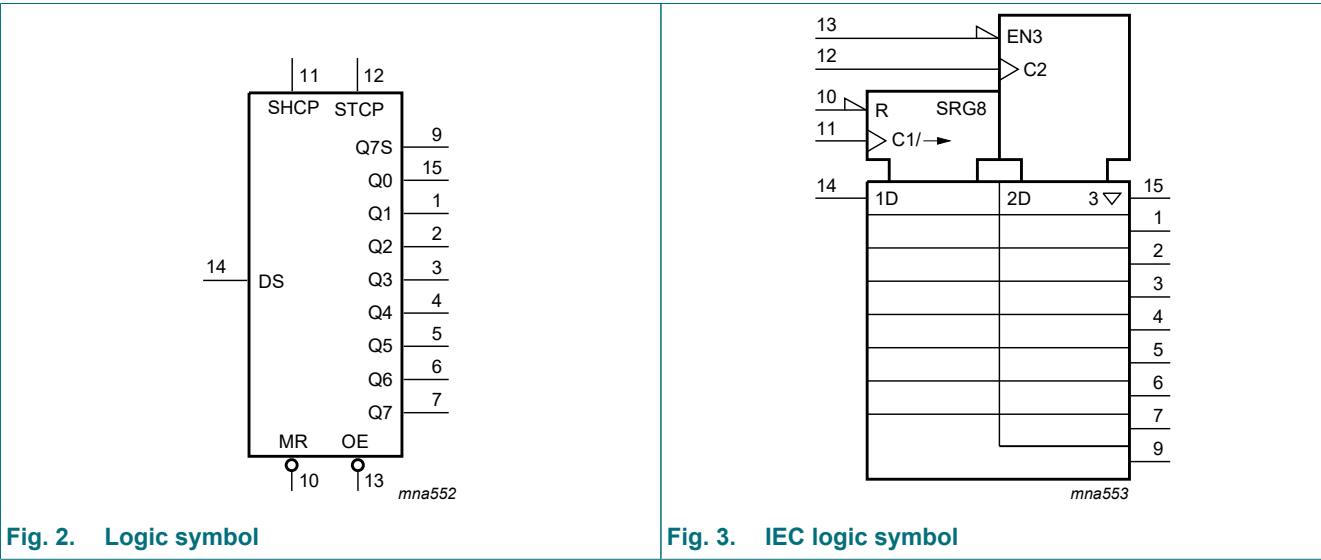 11 12
SHCP STCP
Q7S 9
Q0 15
Q1 1
Q2 2
14 DS Q3 3
Q4 4
Q5 5
Q6 6
Q7 7
MR OE
10 13
mna552
Fig. 2. Logic symbol
13 EN3
12 C2
10 R SRG8
11 C1/
14 1D 2D 3 15
1
2
3
4
5
6
7
9
mna553
Fig. 3. IEC logic symbol